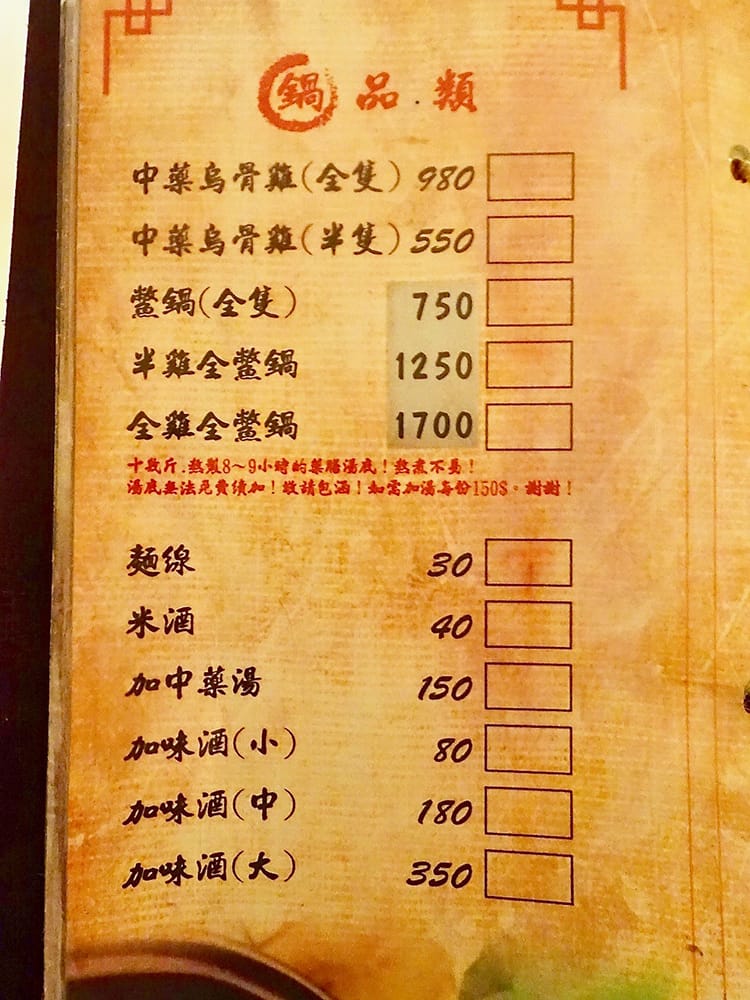 鍋品.類
中藥烏骨雞(全隻) 980
中藥烏骨雞(半隻) 550
鱉鍋(全隻) 750
半雞全鱉鍋 1250
全雞全鱉鍋 1700
十數斤.熬製8~9小時的藥膳湯底!熬煮不易!
湯底無法免費續加!敬請包涵!如需加湯每份150$。謝謝!
麵線 30
米酒 40
加中藥湯 150
加味酒(小) 80
加味酒(中) 180
加味酒(大) 350